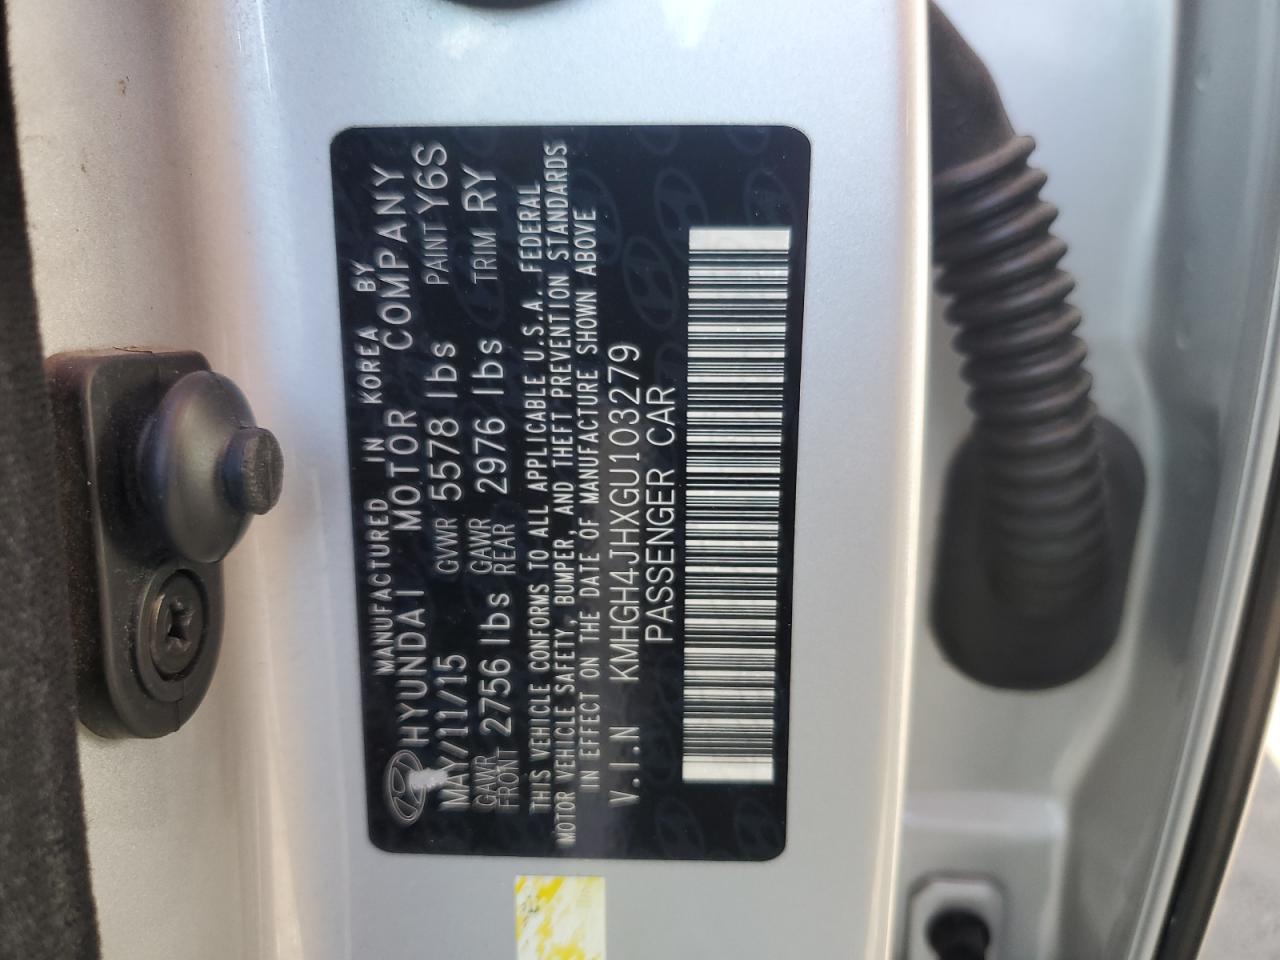 MANUFACTURED IN KOREA BY
HYUNDAI MOTOR COMPANY
MAY/11/15 GVWR 5578 lbs PAINT Y6S
GAWR FRONT 2756 lbs GAWR REAR 2976 lbs TRIM RY
THIS VEHICLE CONFORMS TO ALL APPLICABLE U.S.A. FEDERAL
MOTOR VEHICLE SAFETY, BUMPER, AND THEFT PREVENTION STANDARDS
IN EFFECT ON THE DATE OF MANUFACTURE SHOWN ABOVE
V.I.N KMHGH4JHXGU103279
PASSENGER CAR